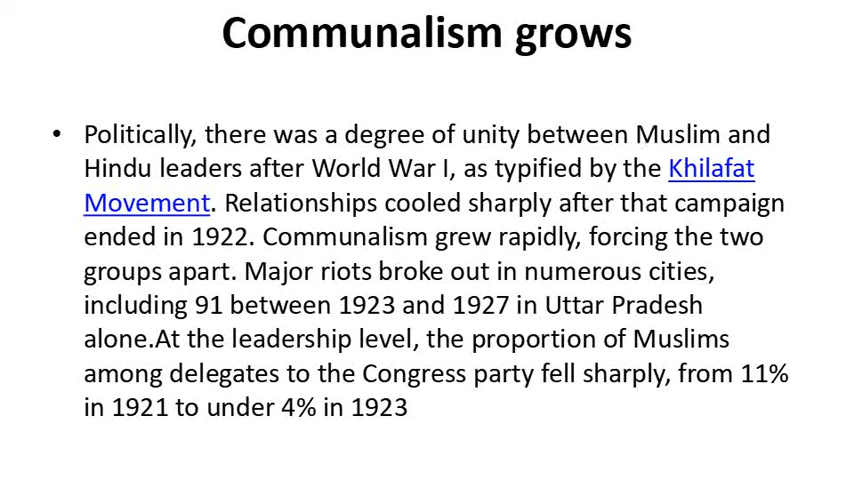 Communalism grows
• Politically, there was a degree of unity between Muslim and
Hindu leaders after World War I, as typified by the Khilafat
Movement. Relationships cooled sharply after that campaign
ended in 1922. Communalism grew rapidly, forcing the two
groups apart. Major riots broke out in numerous cities,
including 91 between 1923 and 1927 in Uttar Pradesh
alone.At the leadership level, the proportion of Muslims
among delegates to the Congress party fell sharply, from 11%
in 1921 to under 4% in 1923